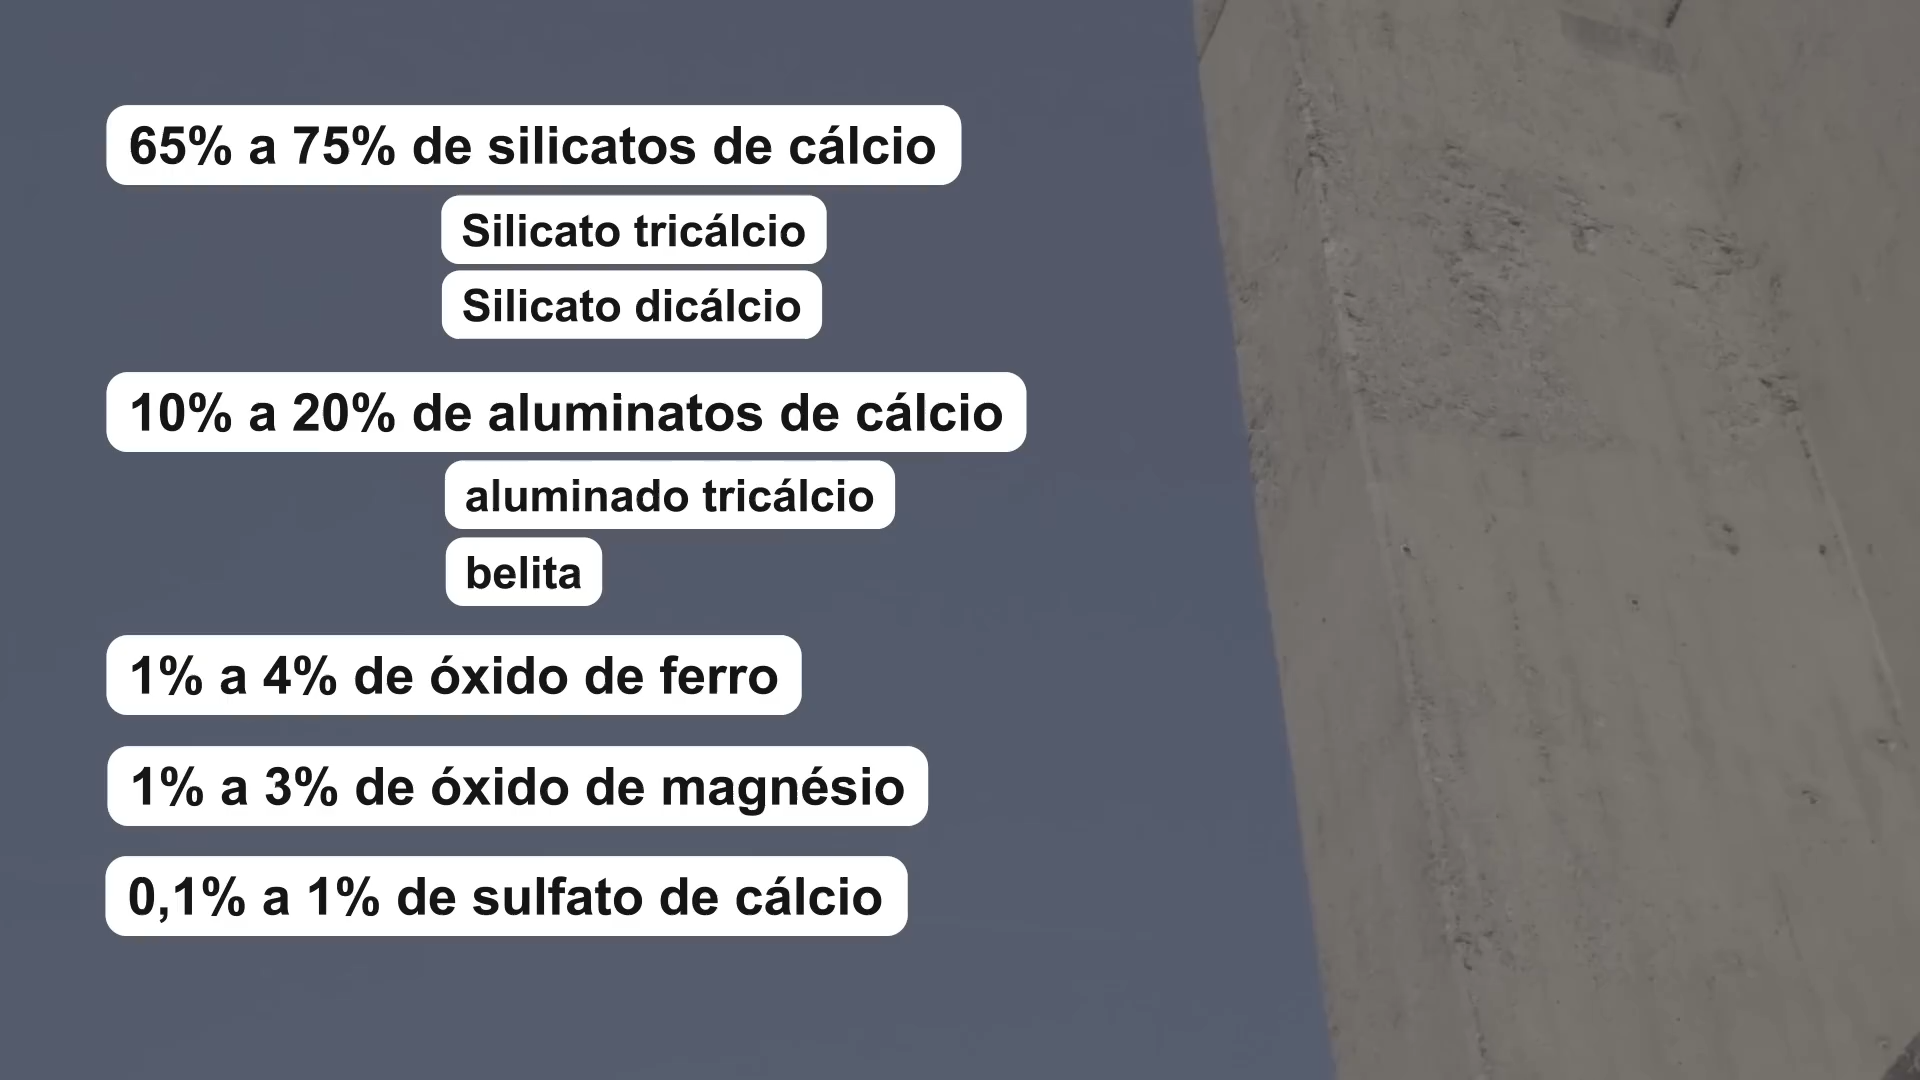 65% a 75% de silicatos de cálcio
Silicato tricálcio
Silicato dicálcio
10% a 20% de aluminatos de cálcio
aluminado tricálcio
belita
1% a 4% de óxido de ferro
1% a 3% de óxido de magnésio
0,1% a 1% de sulfato de cálcio